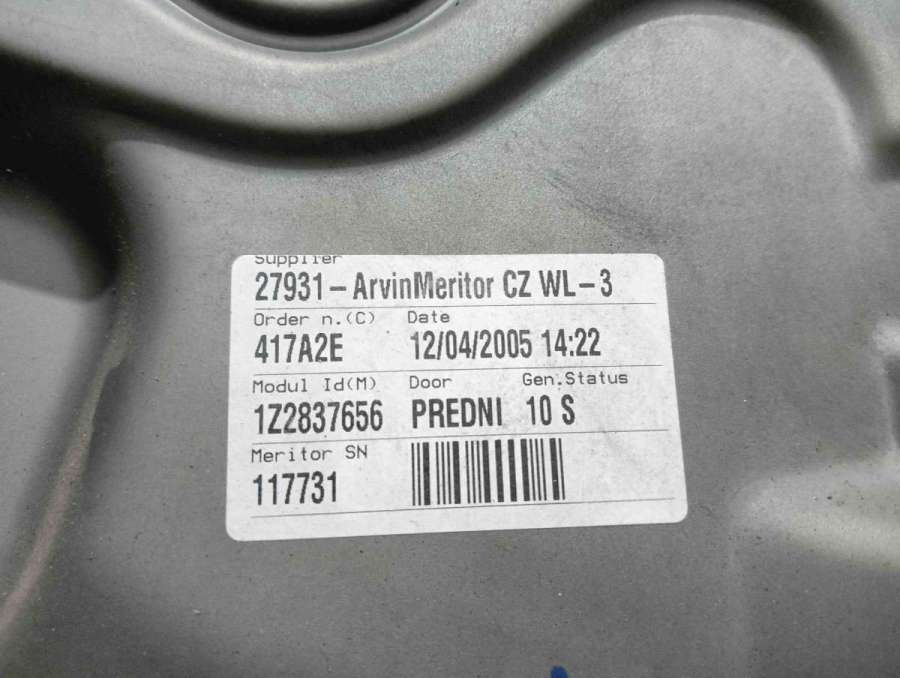 Supplier
27931-ArvinMeritor CZ WL-3
Order n.(C) Date
417A2E 12/04/2005 14:22
Modul Id(M) Door Gen.Status
1Z2837656 PREDNI 10 S
Meritor SN
117731